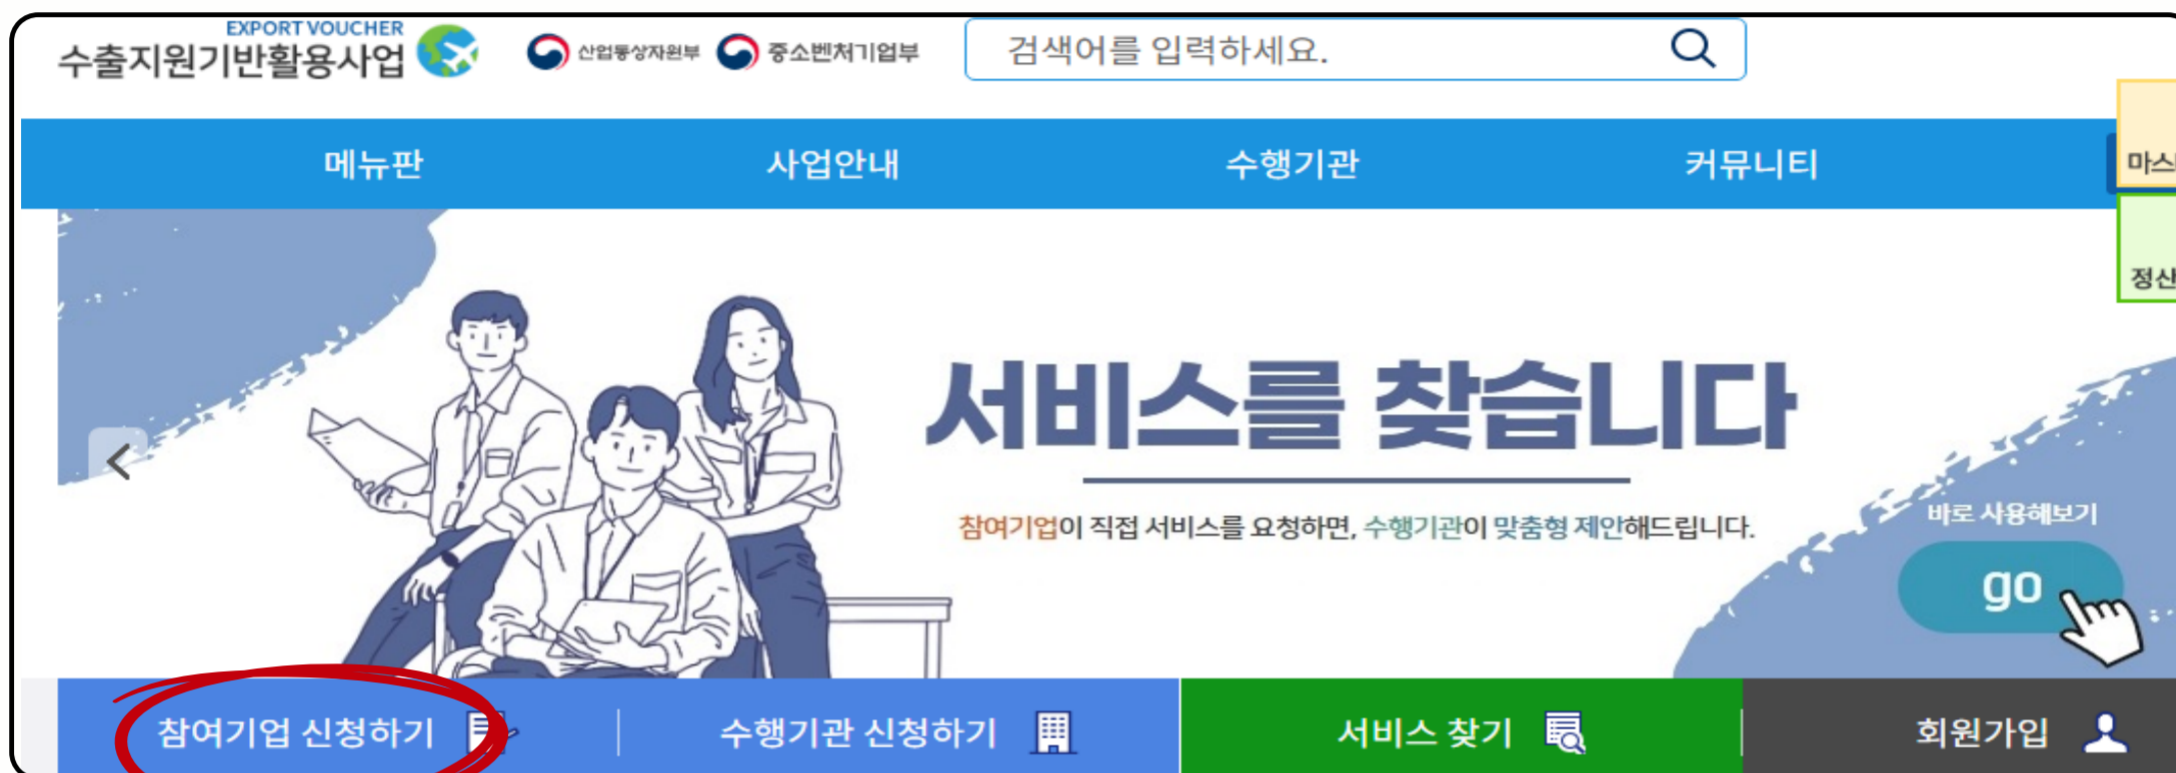 EXPORT VOUCHER
수출지원기반활용사업
산업통상자원부
중소벤처기업부
검색어를 입력하세요.
메뉴판
사업안내
수행기관
커뮤니티
마스
정산
서비스를 찾습니다
참여기업이 직접 서비스를 요청하면, 수행기관이 맞춤형 제안해드립니다.
바로 사용해보기
go
참여기업 신청하기
수행기관 신청하기
서비스 찾기
회원가입